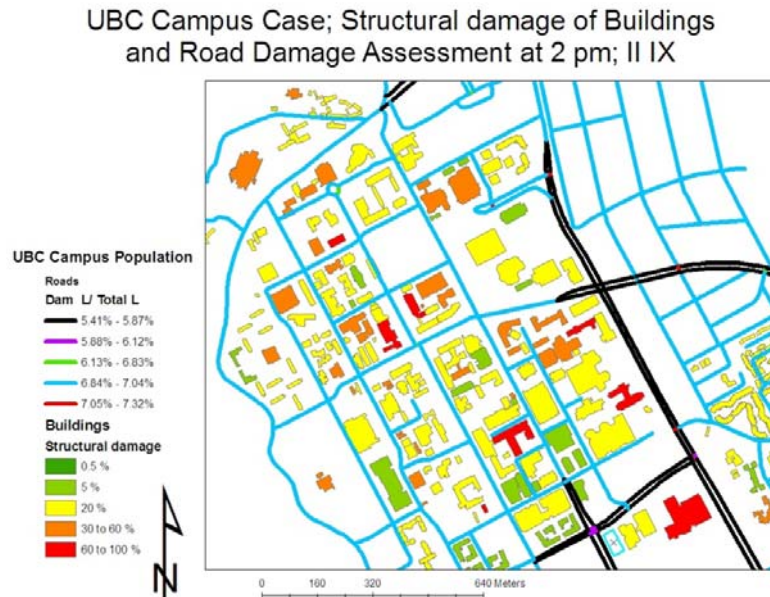 UBC Campus Case; Structural damage of Buildings
and Road Damage Assessment at 2 pm; II IX
UBC Campus Population
Roads
Dam L/ Total L
5.41% - 5.87%
5.88% - 6.12%
6.13% - 6.83%
6.84% - 7.04%
7.05% - 7.32%
Buildings
Structural damage
0.5 %
5 %
20 %
30 to 60 %
60 to 100 %
N
0 160 320 640 Meters